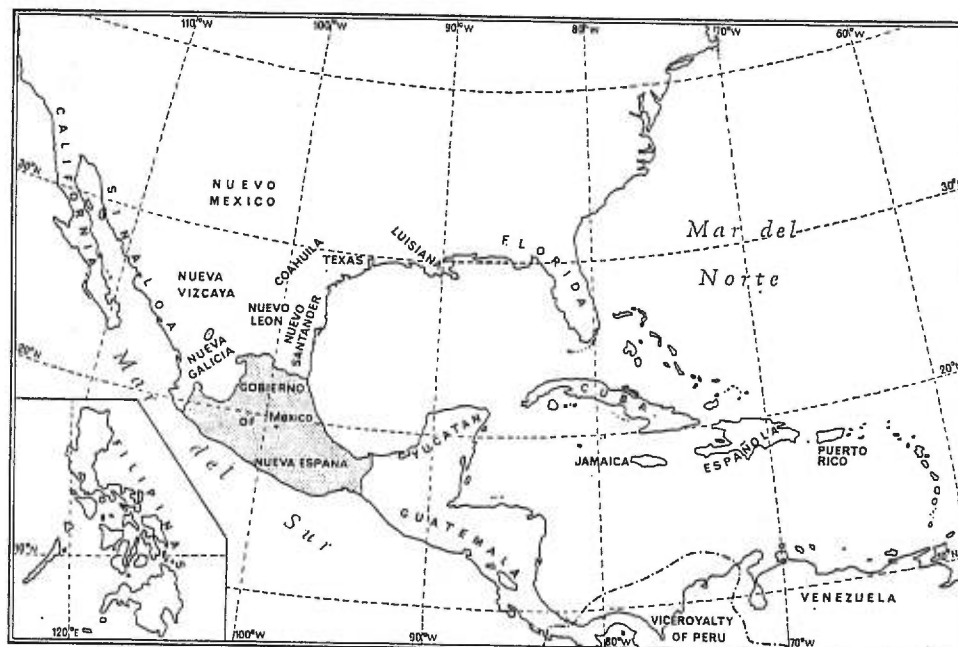 110°W
100°W
90°W
80°W
70°W
60°W
CALIFORNIA
SINALOA
NUEVO
MEXICO
30°N
30°N
COAHUILA
TEXAS
LUISIANA
FLORIDA
Mar del
Norte
NUEVA
VIZCAYA
NUEVO
LEON
NUEVO
SANTANDER
NUEVA
GALICIA
20°N
20°N
Mar del Sur
GOBIERNO
OF Mexico
NUEVA ESPANA
YUCATAN
CUBA
JAMAICA
ESPAÑOLA
PUERTO
RICO
FILIPINAS
10°N
GUATEMALA
VENEZUELA
VICEROYALTY
OF PERU
120°E
100°W
90°W
80°W
70°W